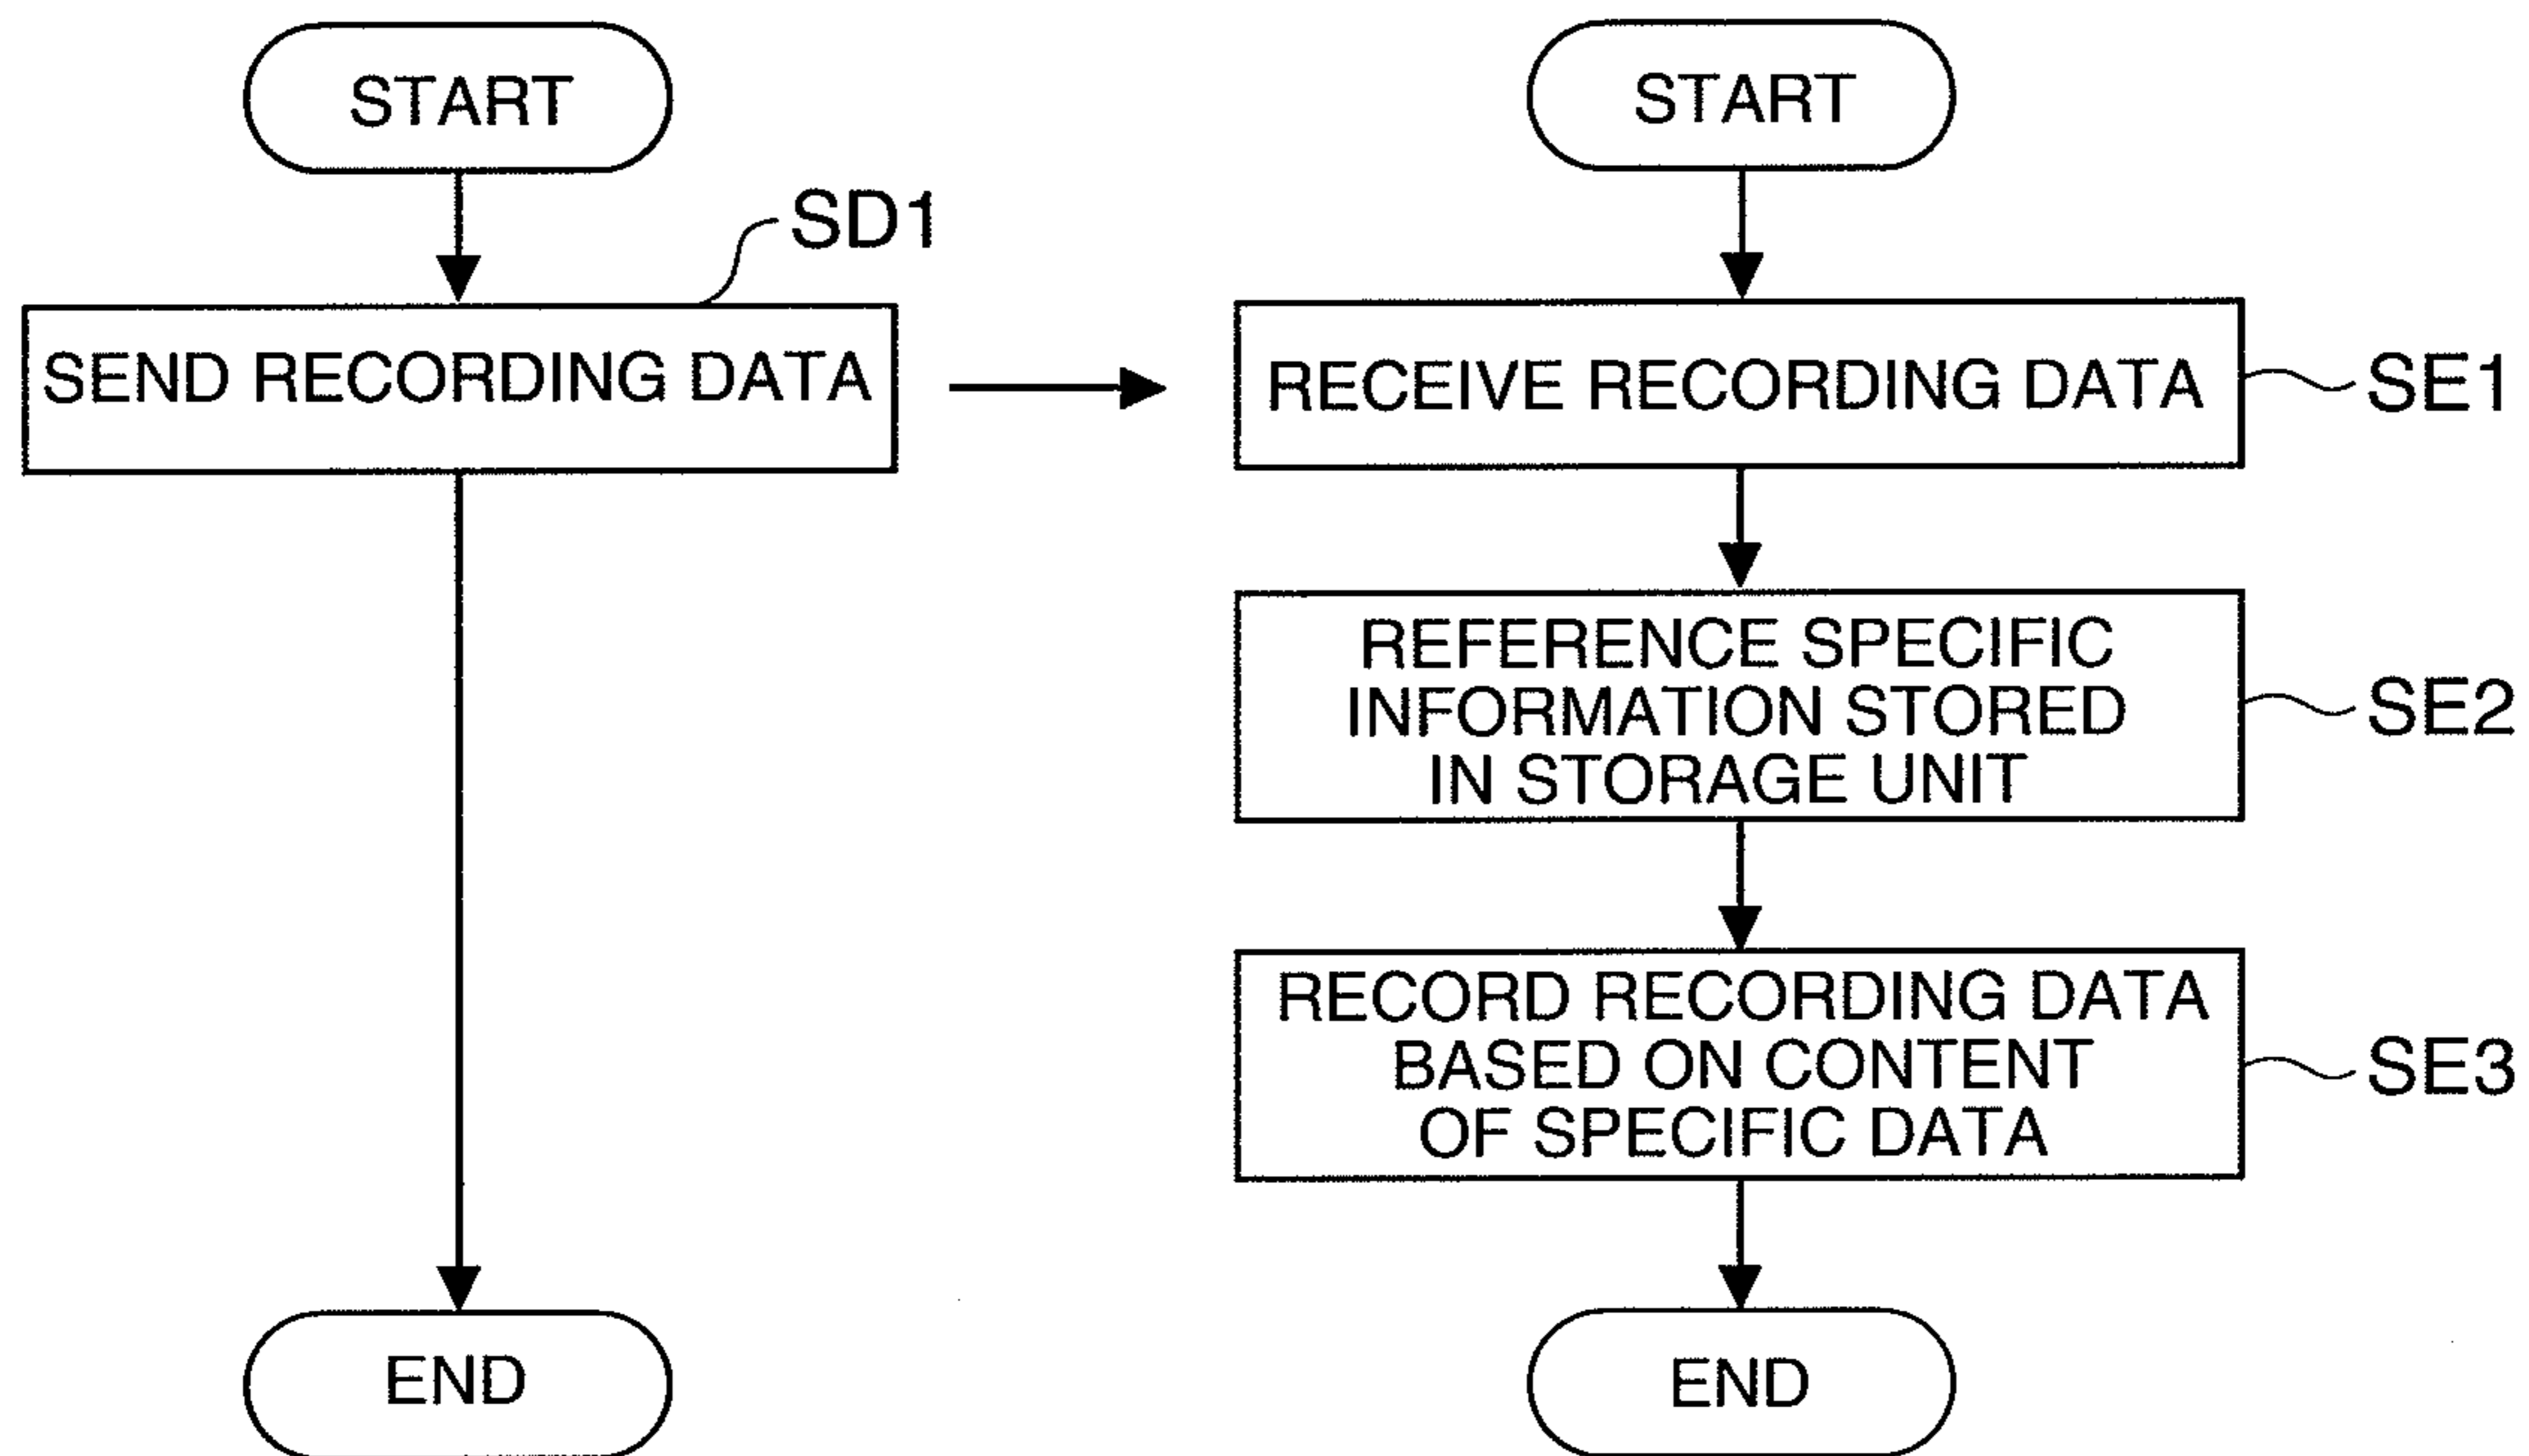 START
SD1
SEND RECORDING DATA
END
START
RECEIVE RECORDING DATA
SE1
REFERENCE SPECIFIC
INFORMATION STORED
IN STORAGE UNIT
SE2
RECORD RECORDING DATA
BASED ON CONTENT
OF SPECIFIC DATA
SE3
END